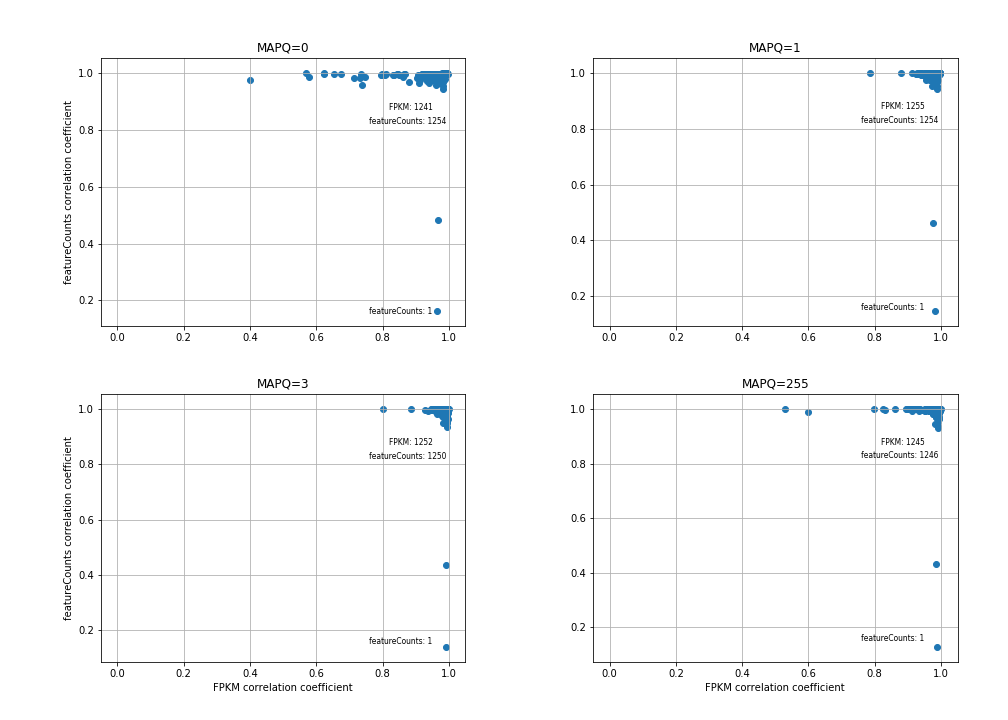 MAPQ=0
1.0
0.8
0.6
0.4
0.2
featureCounts correlation coefficient
FPKM: 1241
featureCounts: 1254
featureCounts: 1
0.0 0.2 0.4 0.6 0.8 1.0
MAPQ=1
1.0
0.8
0.6
0.4
0.2
FPKM: 1255
featureCounts: 1254
featureCounts: 1
0.0 0.2 0.4 0.6 0.8 1.0
MAPQ=3
1.0
0.8
0.6
0.4
0.2
featureCounts correlation coefficient
FPKM: 1252
featureCounts: 1250
featureCounts: 1
0.0 0.2 0.4 0.6 0.8 1.0
FPKM correlation coefficient
MAPQ=255
1.0
0.8
0.6
0.4
0.2
FPKM: 1245
featureCounts: 1246
featureCounts: 1
0.0 0.2 0.4 0.6 0.8 1.0
FPKM correlation coefficient